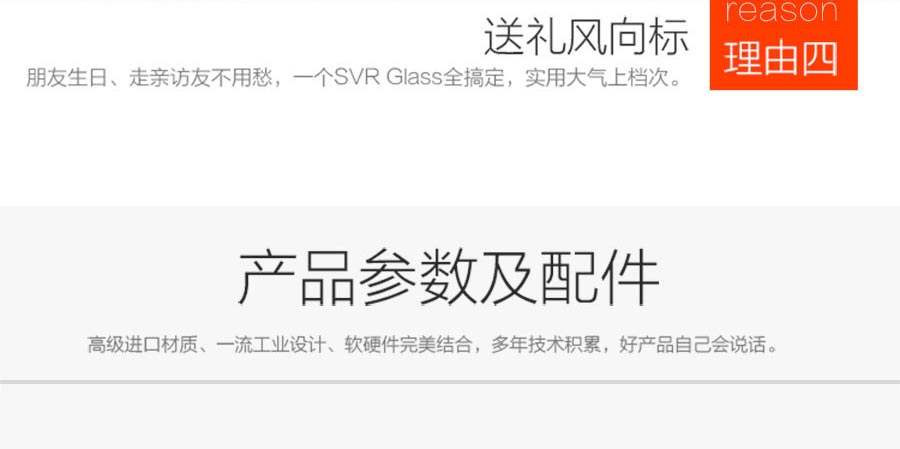 reason
送礼风向标
理由四
朋友生日、走亲访友不用愁，一个SVR Glass全搞定，实用大气上档次。
产品参数及配件
高级进口材质、一流工业设计、软硬件完美结合，多年技术积累，好产品自己会说话。